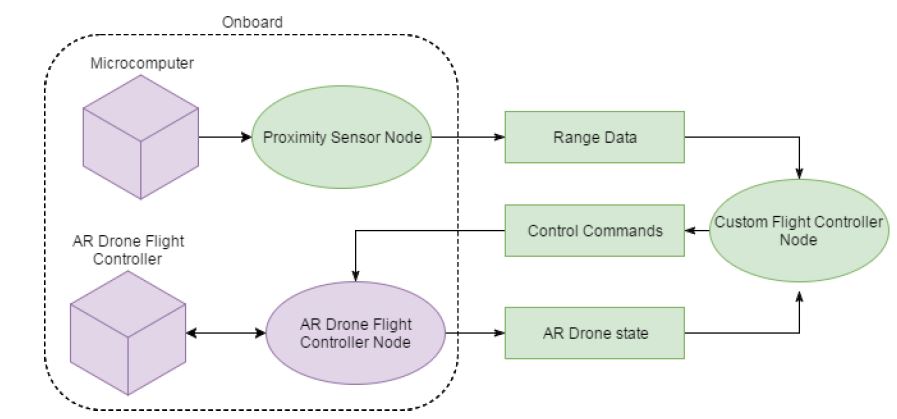 Onboard
Microcomputer
Proximity Sensor Node
Range Data
Control Commands
Custom Flight Controller
Node
AR Drone Flight
Controller
AR Drone Flight
Controller Node
AR Drone state